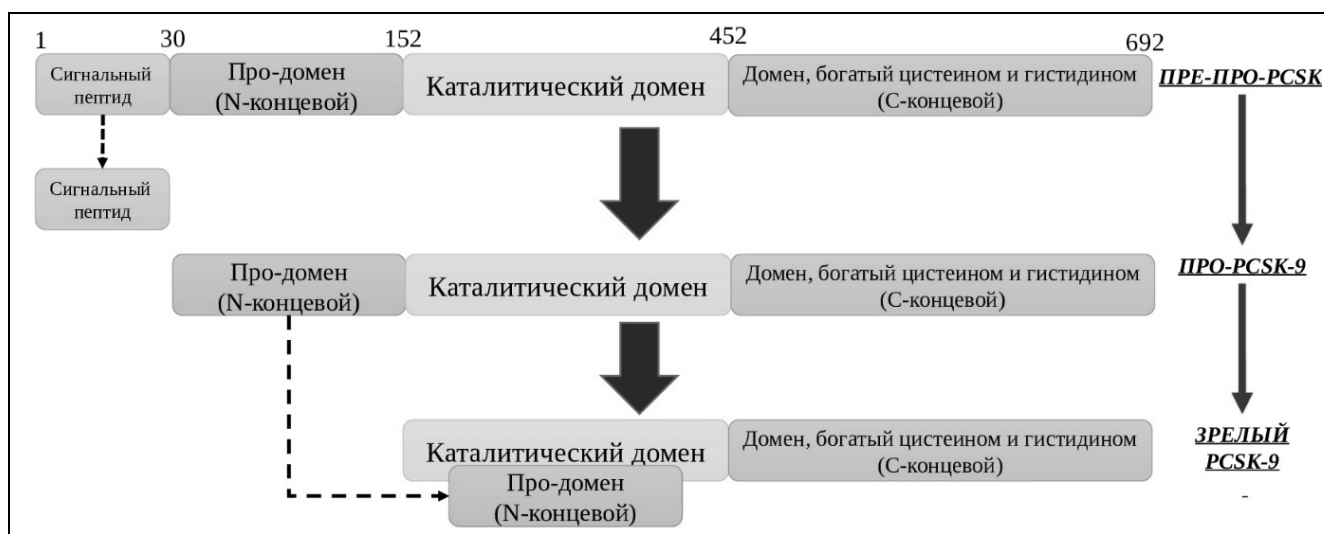 1 30 152 452 692
Сигнальный
пептид
Про-домен
(N-концевой)
Каталитический домен
Домен, богатый цистеином и гистидином
(С-концевой)
ПРЕ-ПРО-PCSK
Сигнальный
пептид
Про-домен
(N-концевой)
Каталитический домен
Домен, богатый цистеином и гистидином
(С-концевой)
ПРО-PCSK-9
Каталитический домен
Домен, богатый цистеином и гистидином
(С-концевой)
Про-домен
(N-концевой)
ЗРЕЛЫЙ
PCSK-9
-